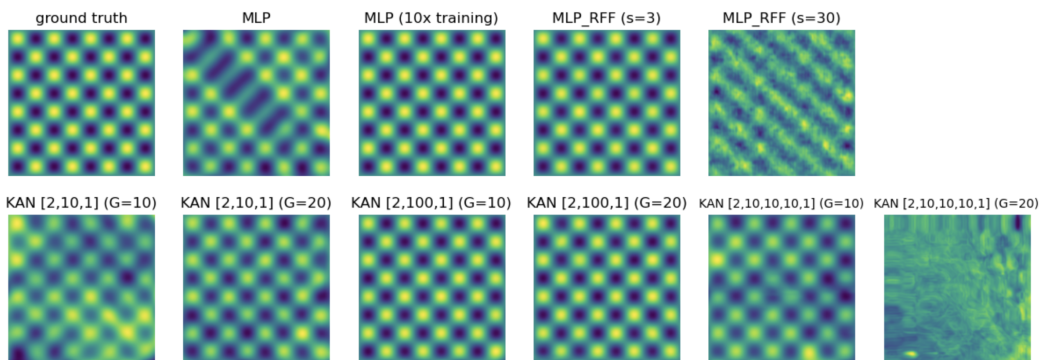 ground truth
MLP
MLP (10x training)
MLP_RFF (s=3)
MLP_RFF (s=30)
KAN [2,10,1] (G=10)
KAN [2,10,1] (G=20)
KAN [2,100,1] (G=10)
KAN [2,100,1] (G=20)
KAN [2,10,10,10,1] (G=10)
KAN [2,10,10,10,1] (G=20)